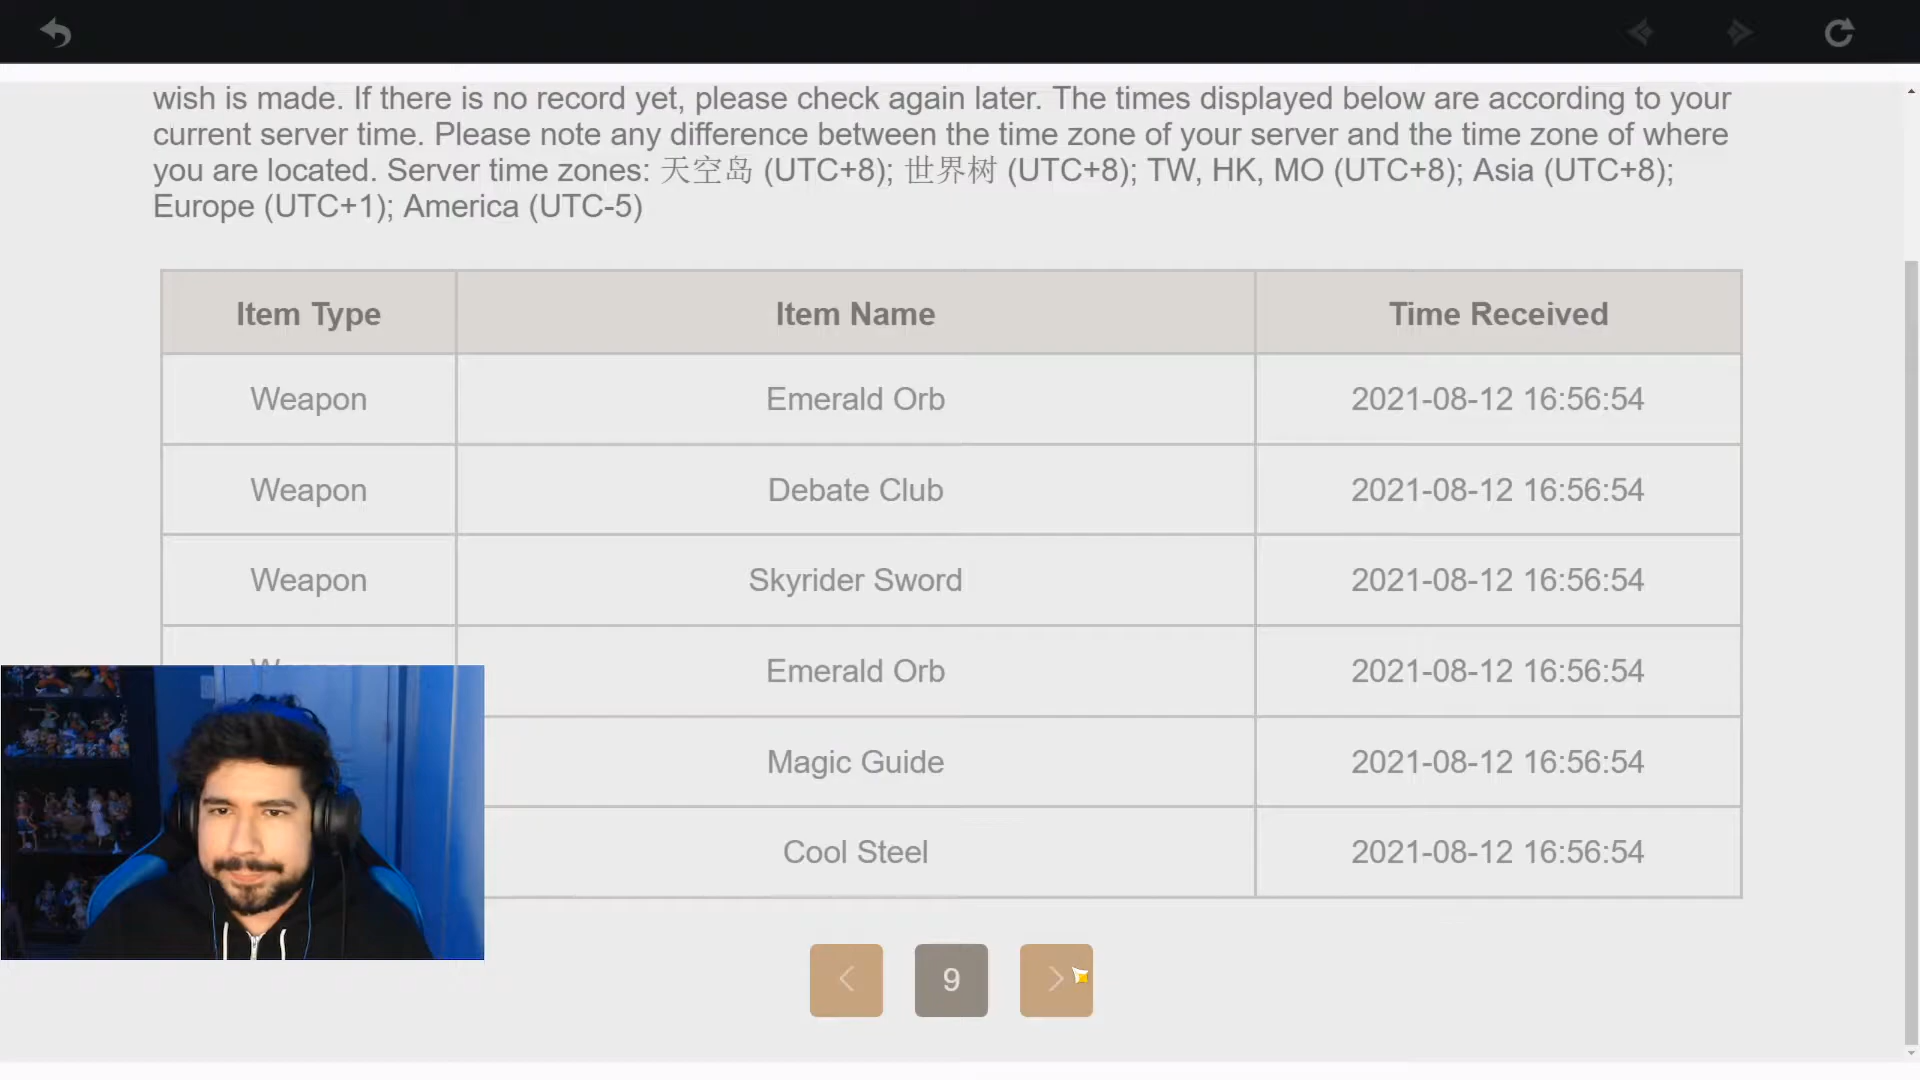 wish is made. If there is no record yet, please check again later. The times displayed below are according to your
current server time. Please note any difference between the time zone of your server and the time zone of where
you are located. Server time zones: 天空岛 (UTC+8); 世界树 (UTC+8); TW, HK, MO (UTC+8); Asia (UTC+8);
Europe (UTC+1); America (UTC-5)
Item Type Item Name Time Received
Weapon Emerald Orb 2021-08-12 16:56:54
Weapon Debate Club 2021-08-12 16:56:54
Weapon Skyrider Sword 2021-08-12 16:56:54
Emerald Orb 2021-08-12 16:56:54
Magic Guide 2021-08-12 16:56:54
Cool Steel 2021-08-12 16:56:54
9